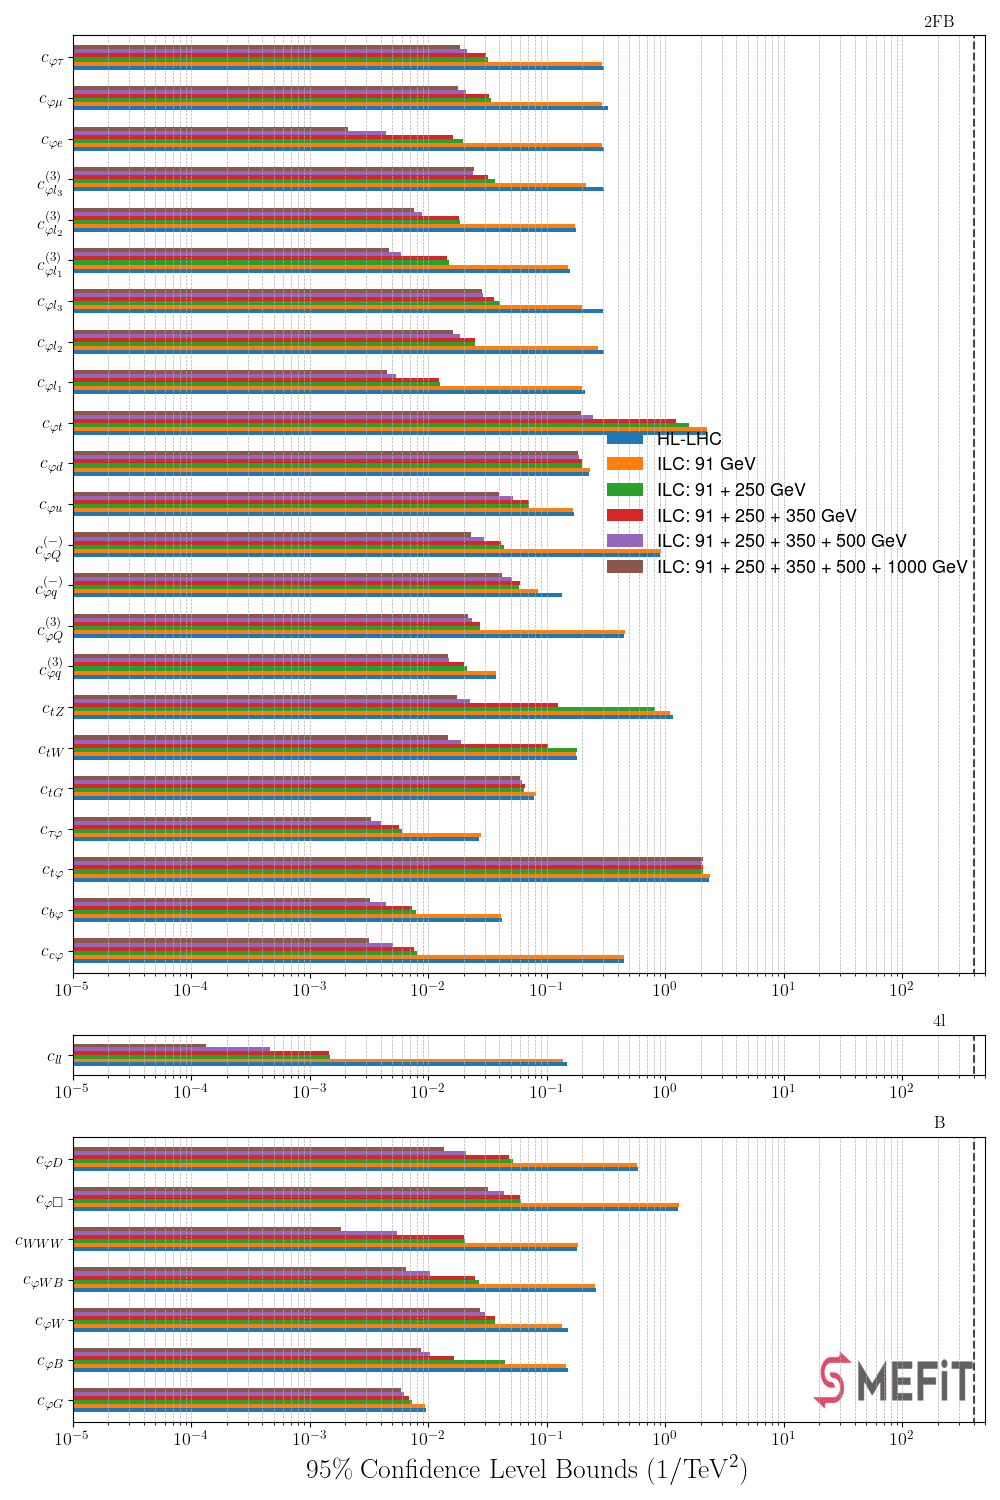 2FB
c_{φτ}
c_{φμ}
c_{φe}
c_{φl_3}^{(3)}
c_{φl_2}^{(3)}
c_{φl_1}^{(3)}
c_{φl_3}
c_{φl_2}
c_{φl_1}
c_{φt}
c_{φd}
c_{φu}
c_{φQ}^{(−)}
c_{φq}^{(−)}
c_{φQ}^{(3)}
c_{φq}^{(3)}
c_{tZ}
c_{tW}
c_{tG}
c_{τφ}
c_{tφ}
c_{bφ}
c_{cφ}
HL-LHC
ILC: 91 GeV
ILC: 91 + 250 GeV
ILC: 91 + 250 + 350 GeV
ILC: 91 + 250 + 350 + 500 GeV
ILC: 91 + 250 + 350 + 500 + 1000 GeV
10^{−5} 10^{−4} 10^{−3} 10^{−2} 10^{−1} 10^{0} 10^{1} 10^{2}
4l
c_{ll}
10^{−5} 10^{−4} 10^{−3} 10^{−2} 10^{−1} 10^{0} 10^{1} 10^{2}
B
c_{φD}
c_{φ□}
c_{WWW}
c_{φWB}
c_{φW}
c_{φB}
c_{φG}
SMEFiT
10^{−5} 10^{−4} 10^{−3} 10^{−2} 10^{−1} 10^{0} 10^{1} 10^{2}
95% Confidence Level Bounds (1/TeV^{2})